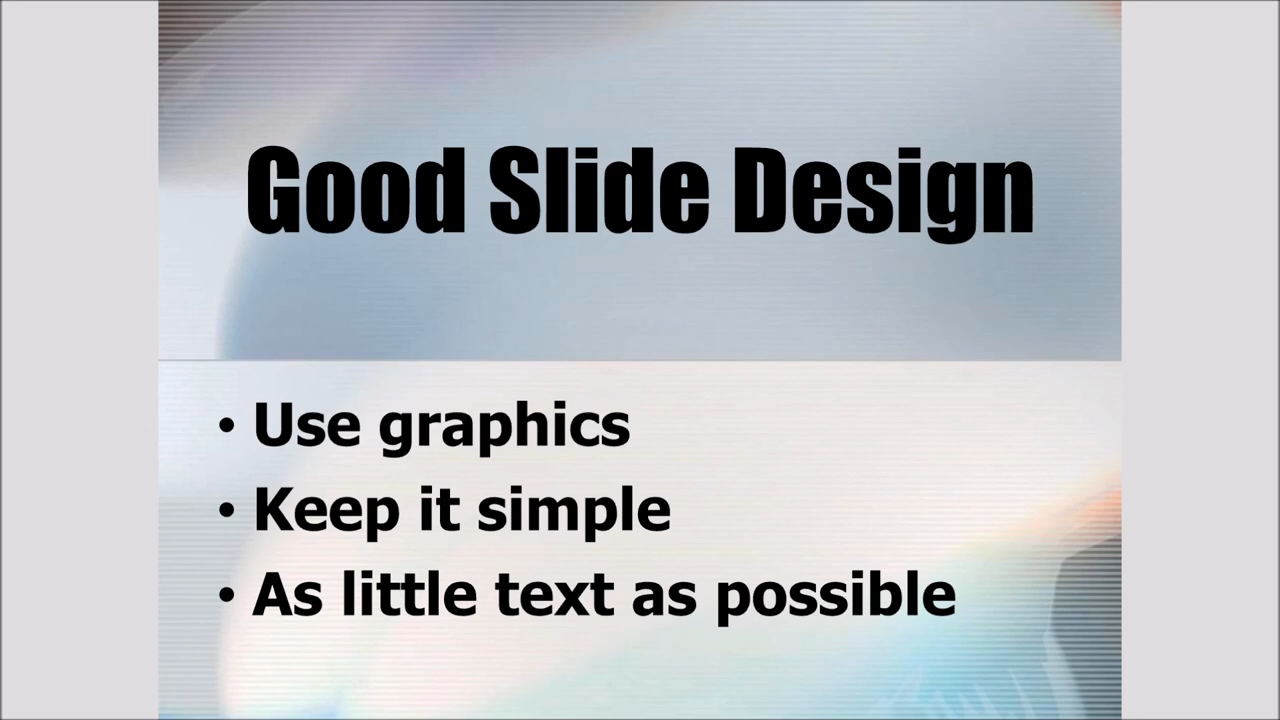 Good Slide Design
• Use graphics
• Keep it simple
• As little text as possible